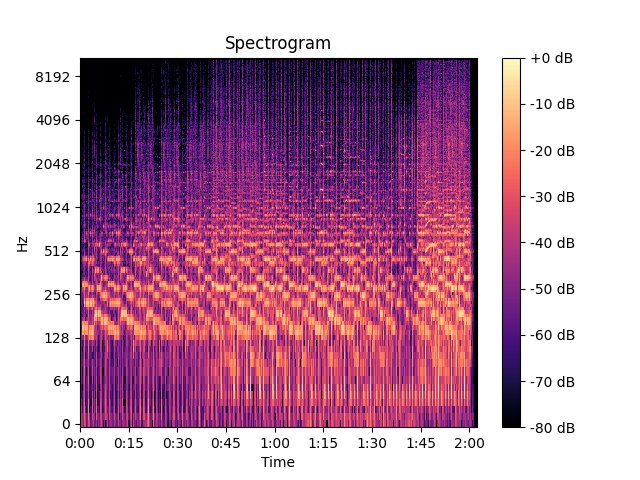 Spectrogram
Hz
8192
4096
2048
1024
512
256
128
64
0
0:00 0:15 0:30 0:45 1:00 1:15 1:30 1:45 2:00
Time
+0 dB
-10 dB
-20 dB
-30 dB
-40 dB
-50 dB
-60 dB
-70 dB
-80 dB